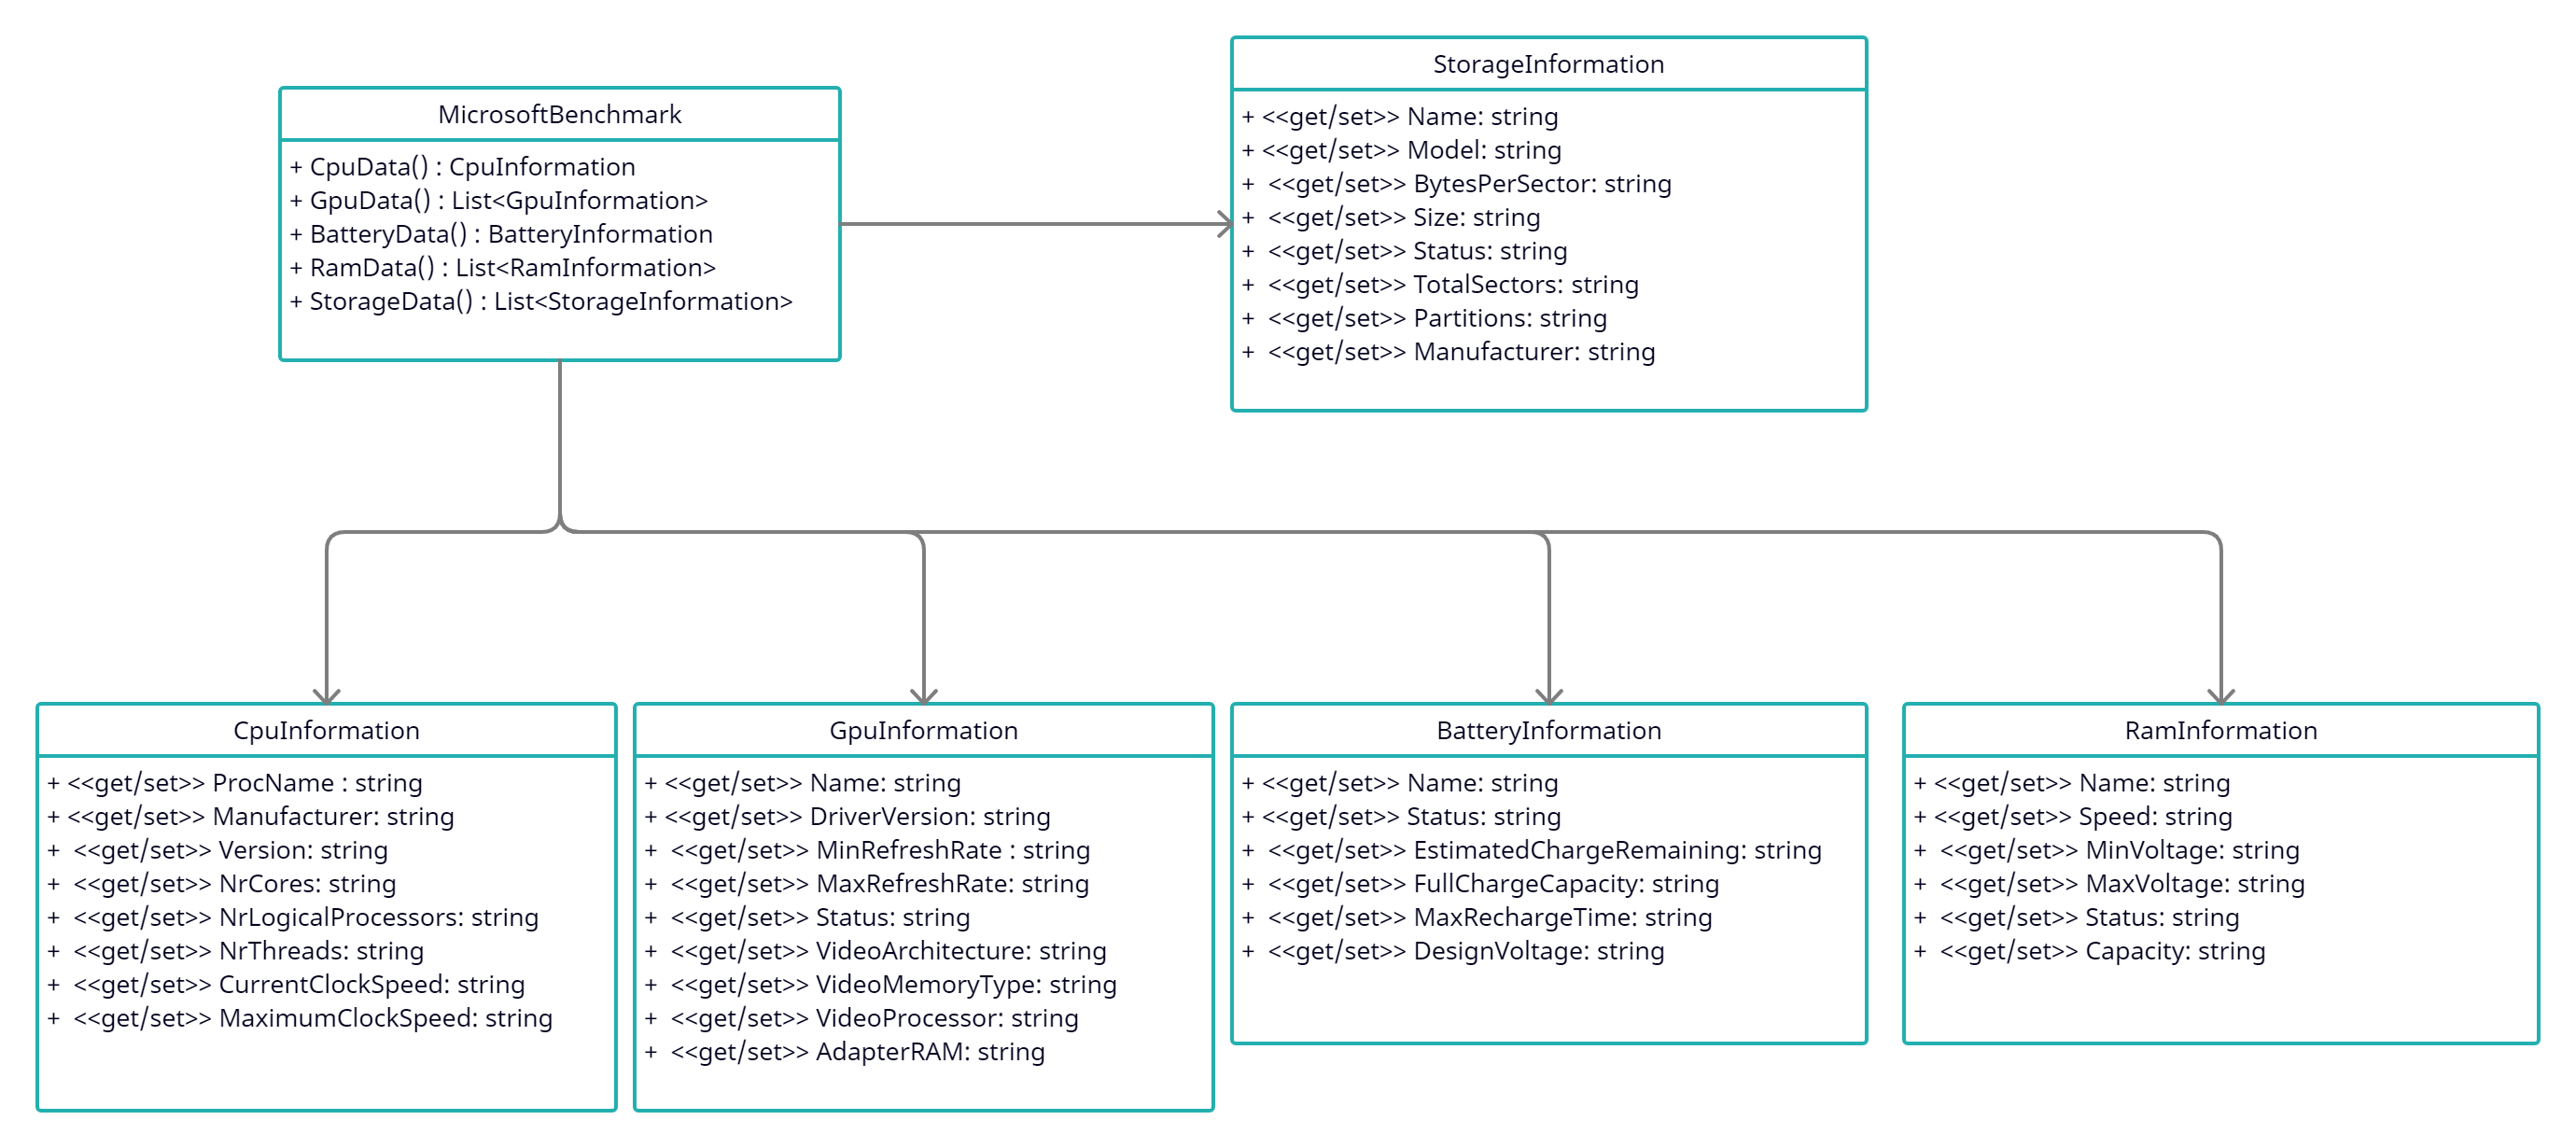 MicrosoftBenchmark
+ CpuData() : CpuInformation
+ GpuData() : List<GpuInformation>
+ BatteryData() : BatteryInformation
+ RamData() : List<RamInformation>
+ StorageData() : List<StorageInformation>
StorageInformation
+ <<get/set>> Name: string
+ <<get/set>> Model: string
+  <<get/set>> BytesPerSector: string
+  <<get/set>> Size: string
+  <<get/set>> Status: string
+  <<get/set>> TotalSectors: string
+  <<get/set>> Partitions: string
+  <<get/set>> Manufacturer: string
CpuInformation
+ <<get/set>> ProcName : string
+ <<get/set>> Manufacturer: string
+  <<get/set>> Version: string
+  <<get/set>> NrCores: string
+  <<get/set>> NrLogicalProcessors: string
+  <<get/set>> NrThreads: string
+  <<get/set>> CurrentClockSpeed: string
+  <<get/set>> MaximumClockSpeed: string
GpuInformation
+ <<get/set>> Name: string
+ <<get/set>> DriverVersion: string
+  <<get/set>> MinRefreshRate : string
+  <<get/set>> MaxRefreshRate: string
+  <<get/set>> Status: string
+  <<get/set>> VideoArchitecture: string
+  <<get/set>> VideoMemoryType: string
+  <<get/set>> VideoProcessor: string
+  <<get/set>> AdapterRAM: string
BatteryInformation
+ <<get/set>> Name: string
+ <<get/set>> Status: string
+  <<get/set>> EstimatedChargeRemaining: string
+  <<get/set>> FullChargeCapacity: string
+  <<get/set>> MaxRechargeTime: string
+  <<get/set>> DesignVoltage: string
RamInformation
+ <<get/set>> Name: string
+ <<get/set>> Speed: string
+  <<get/set>> MinVoltage: string
+  <<get/set>> MaxVoltage: string
+  <<get/set>> Status: string
+  <<get/set>> Capacity: string